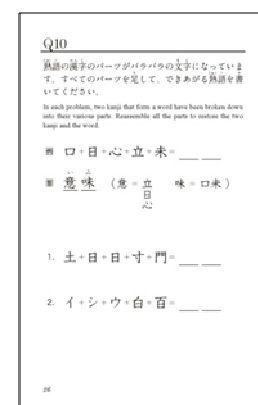 Q10
熟語の漢字のパーツがバラバラの文字になっていま
す。すべてのパーツを足して、できあがる熟語を書
いてください。
In each problem, two kanji that form a word have been broken down
into their various parts. Reassemble all the parts to restore the two
kanji and the word.
口+日+心+立+未=
意味 (意=立 味=口未)
日
心
1. 土+日+日+寸+門=
2. イ+シ+ウ+白+百=